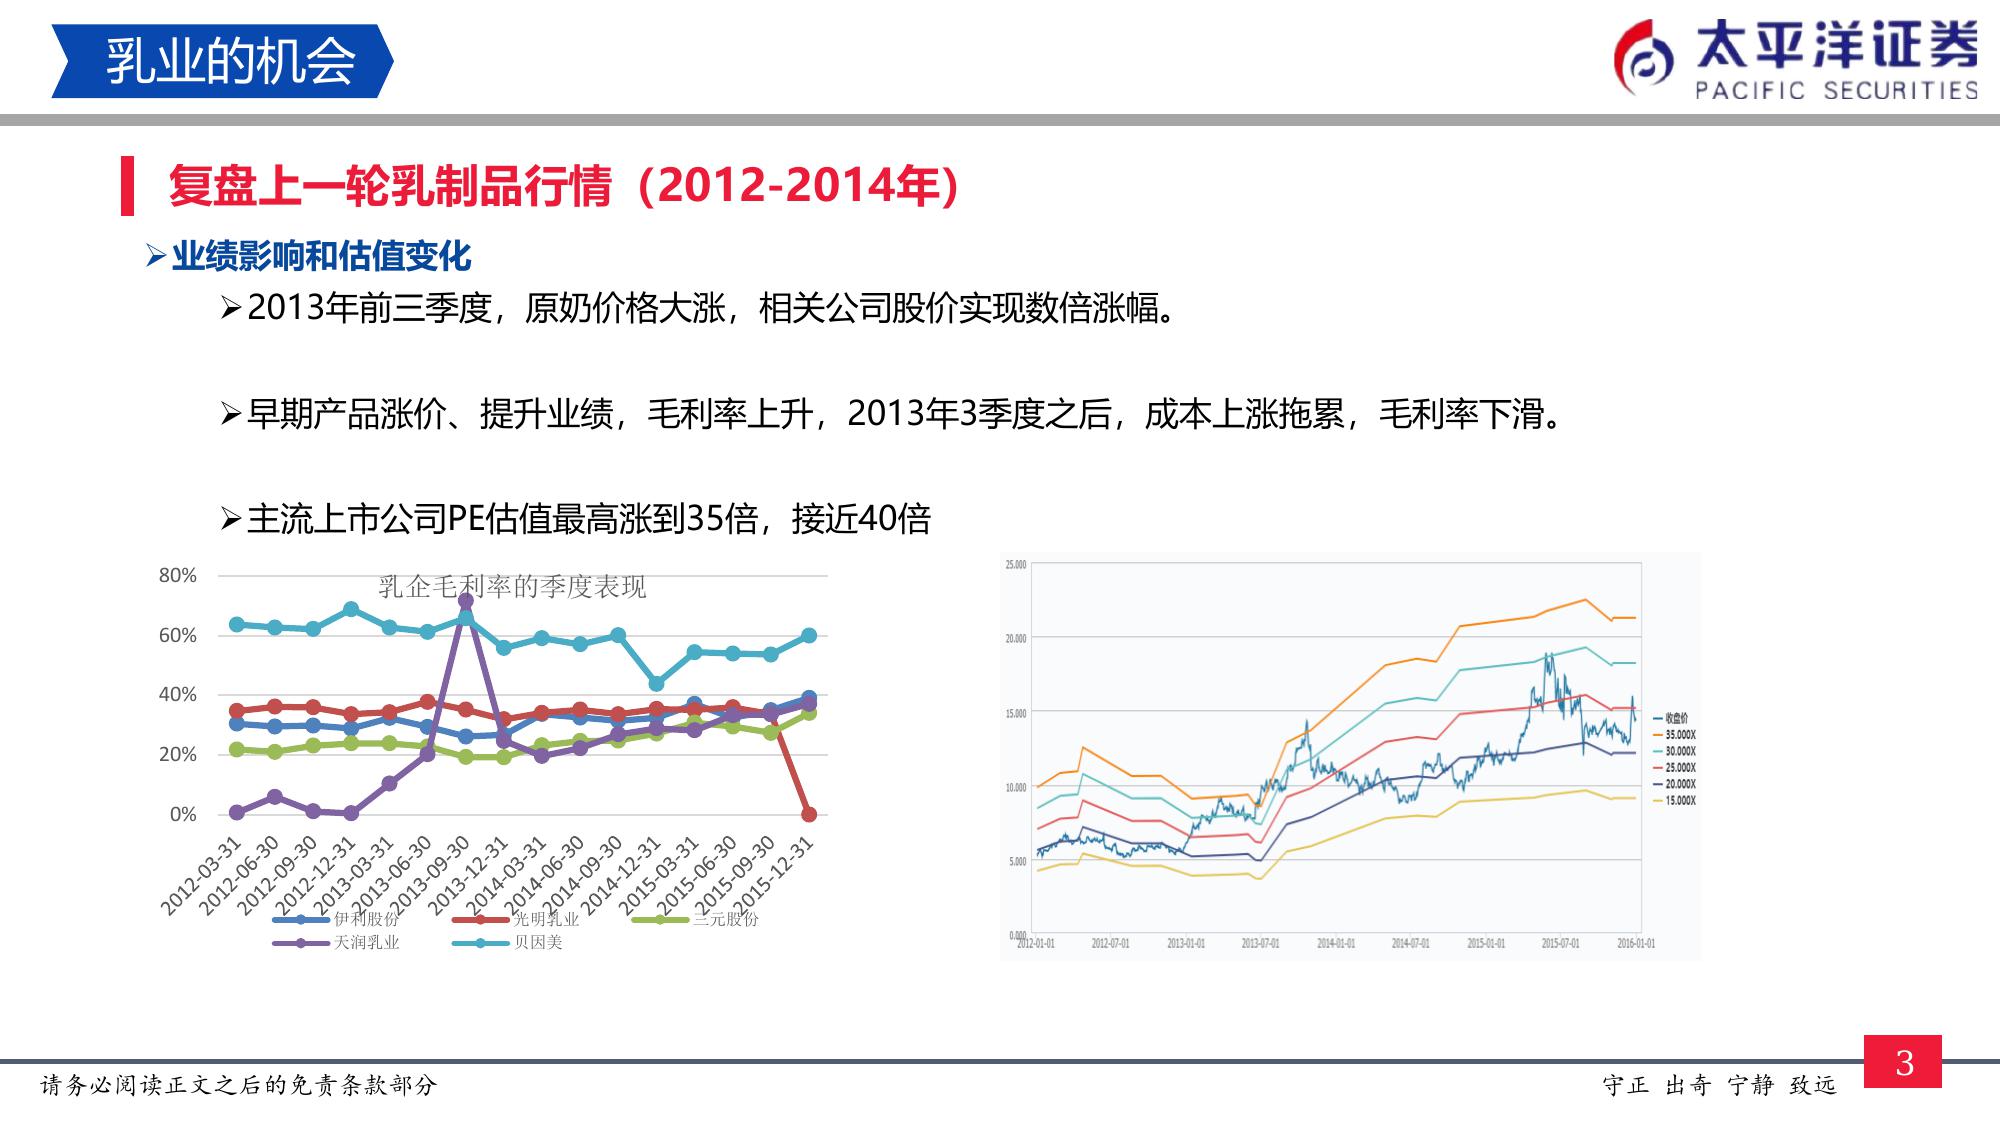 乳业的机会
太平洋证券
PACIFIC SECURITIES
复盘上一轮乳制品行情（2012-2014年）
业绩影响和估值变化
2013年前三季度，原奶价格大涨，相关公司股价实现数倍涨幅。
早期产品涨价、提升业绩，毛利率上升，2013年3季度之后，成本上涨拖累，毛利率下滑。
主流上市公司PE估值最高涨到35倍，接近40倍
乳企毛利率的季度表现
80%
60%
40%
20%
0%
2012-03-31
2012-06-30
2012-09-30
2012-12-31
2013-03-31
2013-06-30
2013-09-30
2013-12-31
2014-03-31
2014-06-30
2014-09-30
2014-12-31
2015-03-31
2015-06-30
2015-09-30
2015-12-31
伊利股份 光明乳业 三元股份
天润乳业 贝因美
25.000
20.000
15.000
10.000
5.000
0.000
2012-01-01 2012-07-01 2013-01-01 2013-07-01 2014-01-01 2014-07-01 2015-01-01 2015-07-01 2016-01-01
收盘价
35.000X
30.000X
25.000X
20.000X
15.000X
3
请务必阅读正文之后的免责条款部分
守正 出奇 宁静 致远